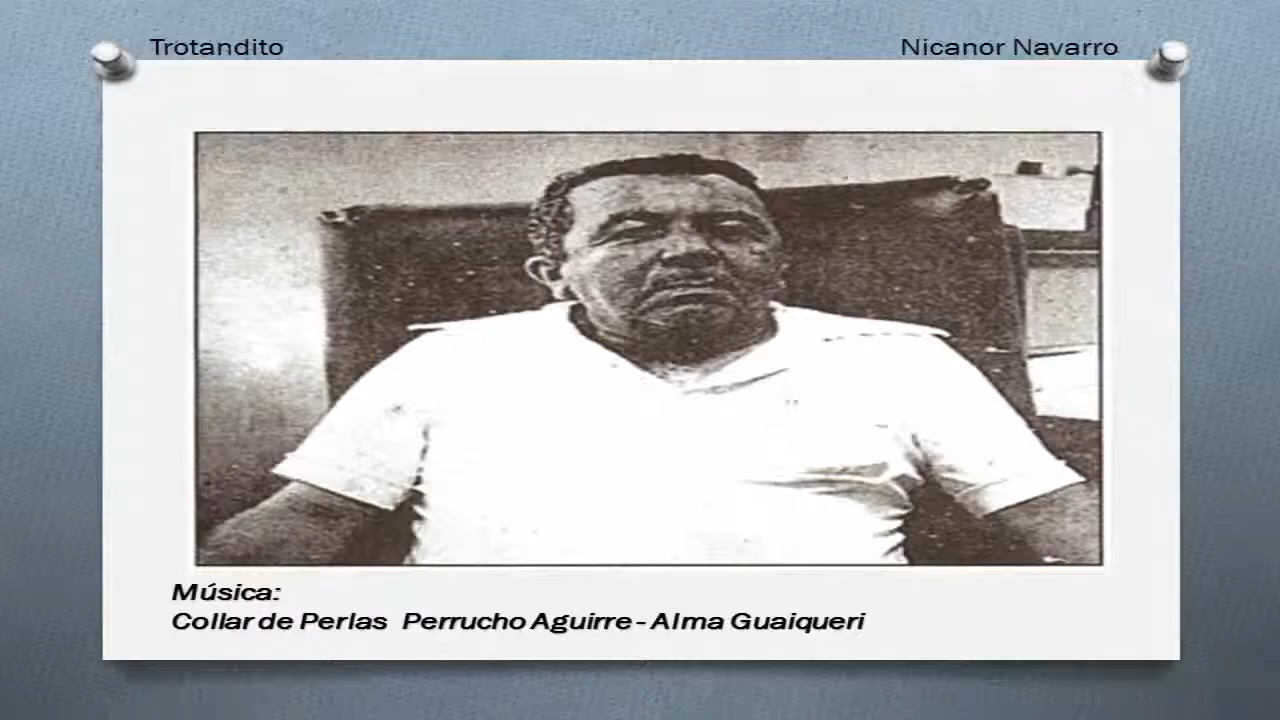 Trotandito
Nicanor Navarro
Música:
Collar de Perlas Perrucho Aguirre - Alma Guaiqueri